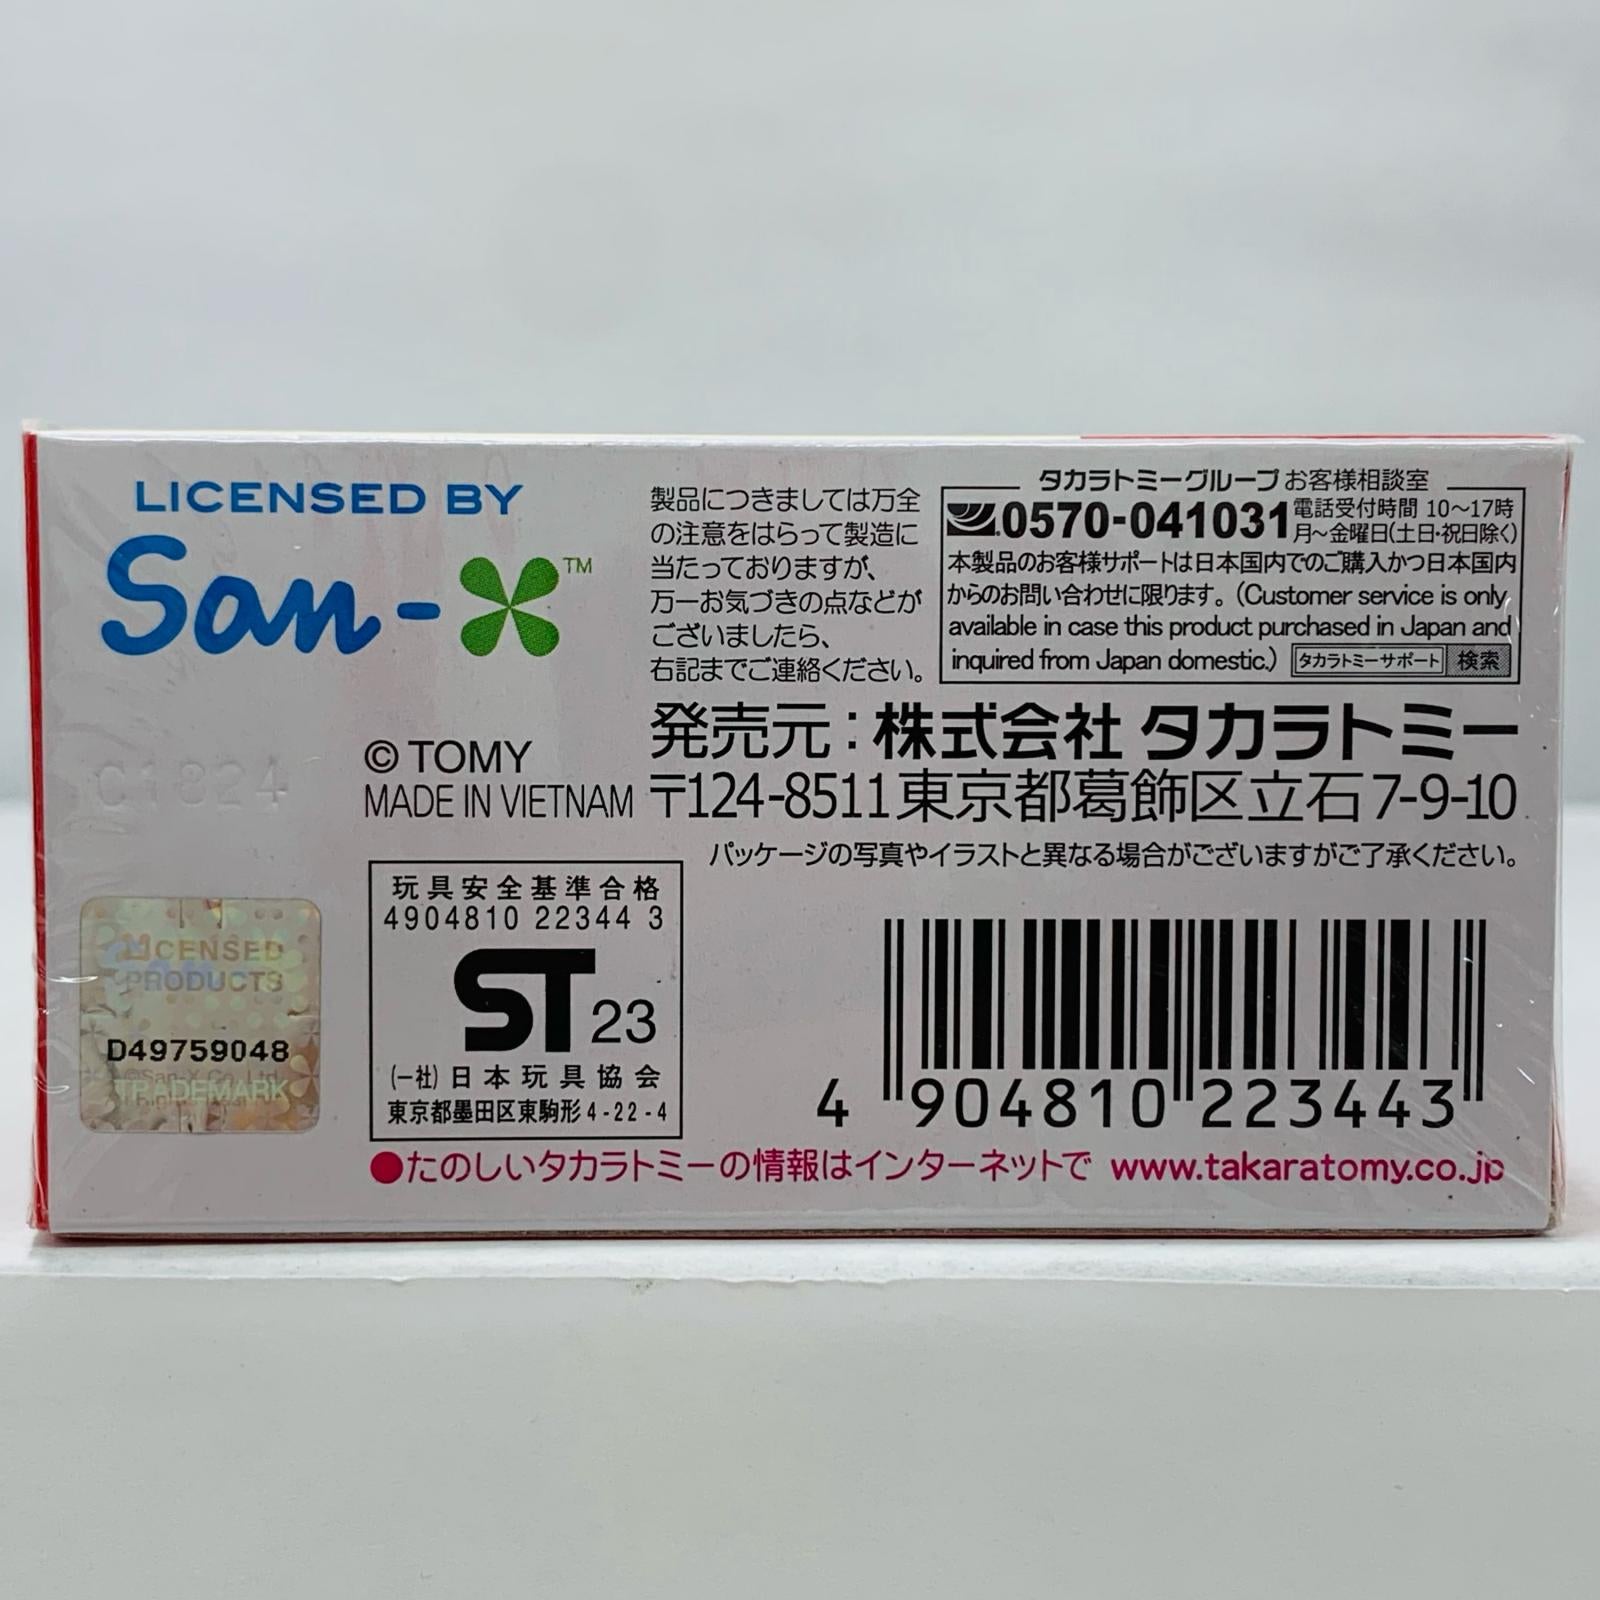 LICENSED BY
San-X™
C1824
© TOMY
MADE IN VIETNAM
製品につきましては万全
の注意をはらって製造に
当たっておりますが、
万一お気づきの点などが
ございましたら、
右記までご連絡ください。
タカラトミーグループ お客様相談室
0570-041031 電話受付時間 10〜17時
月〜金曜日(土日・祝日除く)
本製品のお客様サポートは日本国内でのご購入かつ日本国内
からのお問い合わせに限ります。(Customer service is only
available in case this product purchased in Japan and
inquired from Japan domestic.) タカラトミーサポート 検索
発売元:株式会社 タカラトミー
〒124-8511 東京都葛飾区立石7-9-10
パッケージの写真やイラストと異なる場合がございますがご了承ください。
LICENSED
PRODUCTS
D49759048
©San-X Co., Ltd.
TRADEMARK
玩具安全基準合格
4904810 22344 3
ST 23
(一社)日本玩具協会
東京都墨田区東駒形4-22-4
4 904810 223443
●たのしいタカラトミーの情報はインターネットで www.takaratomy.co.jp